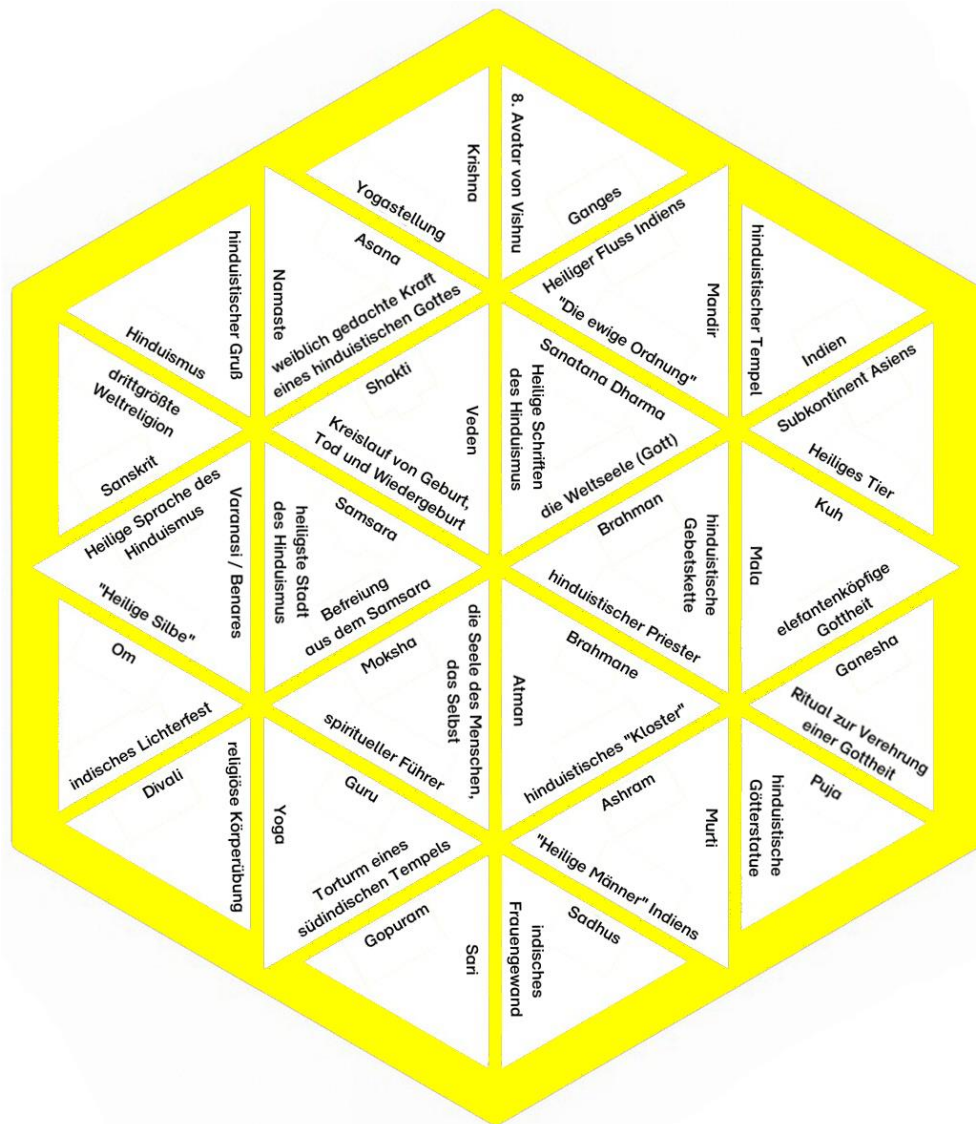 Krishna
8. Avatar von Vishnu
Yogastellung
Ganges
Asana
Heiliger Fluss Indiens
hinduistischer Gruß
Namaste
Mandir
hinduistischer Tempel
Hinduismus
weiblich gedachte Kraft
eines hinduistischen Gottes
"Die ewige Ordnung"
Indien
drittgrößte
Weltreligion
Shakti
Sanatana Dharma
Subkontinent Asiens
Veden
Heilige Schriften
des Hinduismus
Sanskrit
Kreislauf von Geburt,
Tod und Wiedergeburt
die Weltseele (Gott)
Heiliges Tier
Heilige Sprache des
Hinduismus
Samsara
Brahman
Kuh
Varanasi / Benares
heiligste Stadt
des Hinduismus
hinduistische
Gebetskette
Mala
"Heilige Silbe"
Befreiung
aus dem Samsara
hinduistischer Priester
elefantenköpfige
Gottheit
Om
Moksha
Brahmane
Ganesha
die Seele des Menschen,
das Selbst
Atman
indisches Lichterfest
spiritueller Führer
hinduistisches "Kloster"
Ritual zur Verehrung
einer Gottheit
Divali
Guru
Ashram
Puja
religiöse Körperübung
Yoga
Murti
hinduistische
Götterstatue
Torturm eines
südindischen Tempels
"Heilige Männer" Indiens
Gopuram
Sadhus
Sari
indisches
Frauengewand